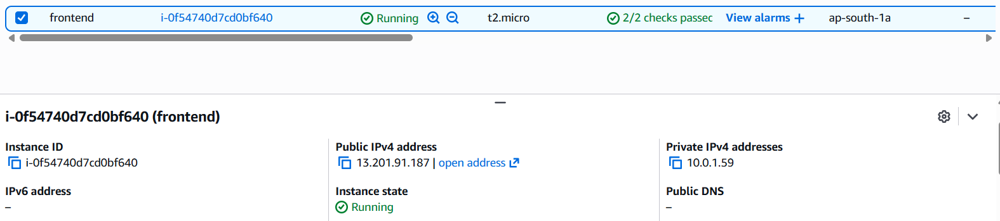 frontend i-0f54740d7cd0bf640 Running t2.micro 2/2 checks passec View alarms + ap-south-1a –
i-0f54740d7cd0bf640 (frontend)
Instance ID Public IPv4 address Private IPv4 addresses
i-0f54740d7cd0bf640 13.201.91.187 | open address 10.0.1.59
IPv6 address Instance state Public DNS
– Running –